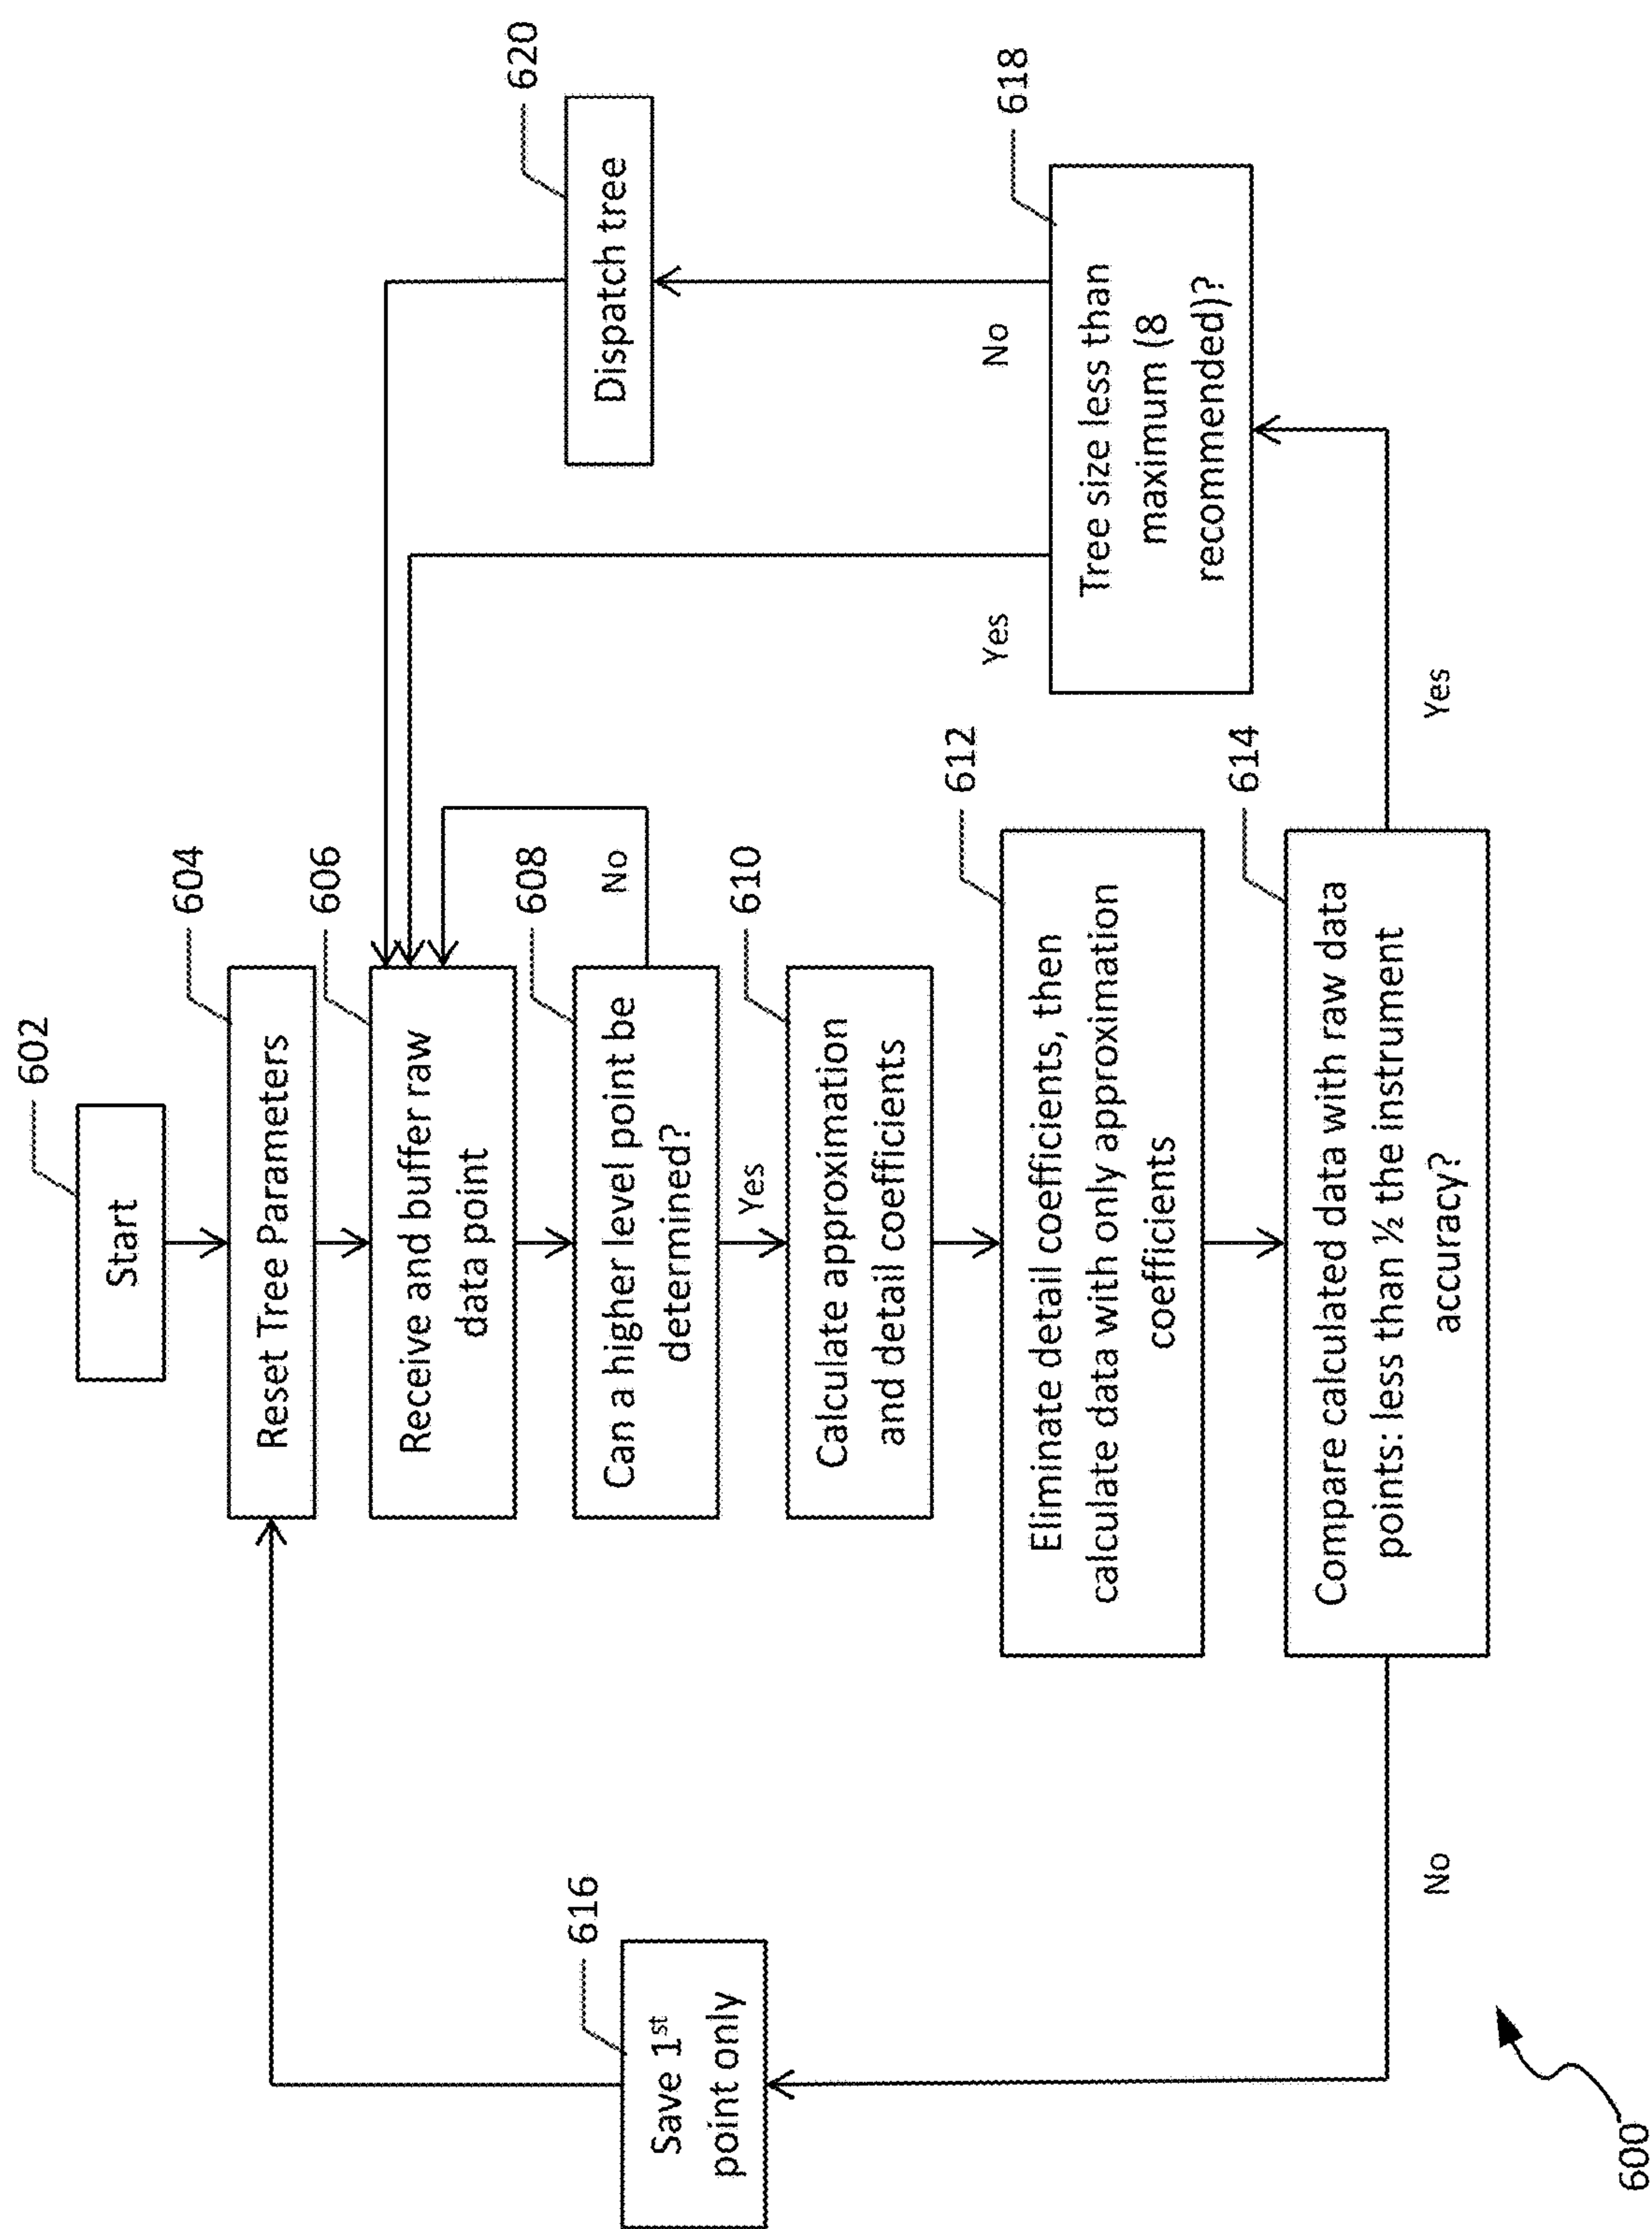 602
Start
604
Reset Tree Parameters
606
Receive and buffer raw
data point
608
Can a higher level point be
determined?
No
Yes
610
Calculate approximation
and detail coefficients
612
Eliminate detail coefficients, then
calculate data with only approximation
coefficients
614
Compare calculated data with raw data
points: less than ½ the instrument
accuracy?
No
Yes
616
Save 1st
point only
618
Tree size less than
maximum (8
recommended)?
Yes
No
620
Dispatch tree
600